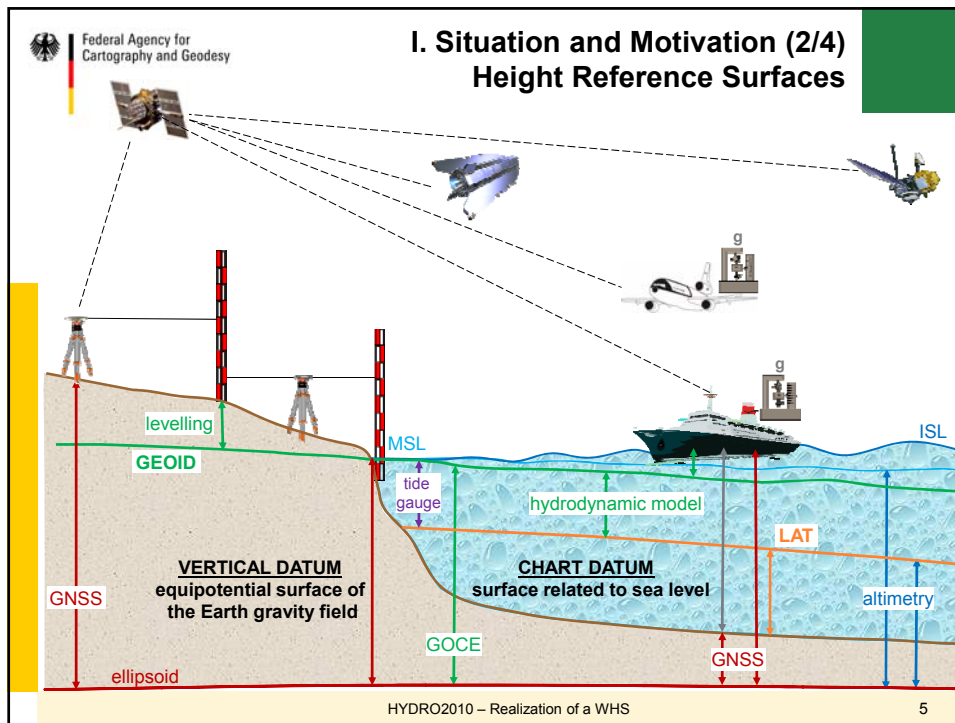 Federal Agency for
Cartography and Geodesy
I. Situation and Motivation (2/4)
Height Reference Surfaces
g
g
levelling
GEOID
MSL
ISL
tide
gauge
hydrodynamic model
LAT
VERTICAL DATUM
equipotential surface of
the Earth gravity field
CHART DATUM
surface related to sea level
GNSS
altimetry
GOCE
GNSS
ellipsoid
HYDRO2010 – Realization of a WHS
5